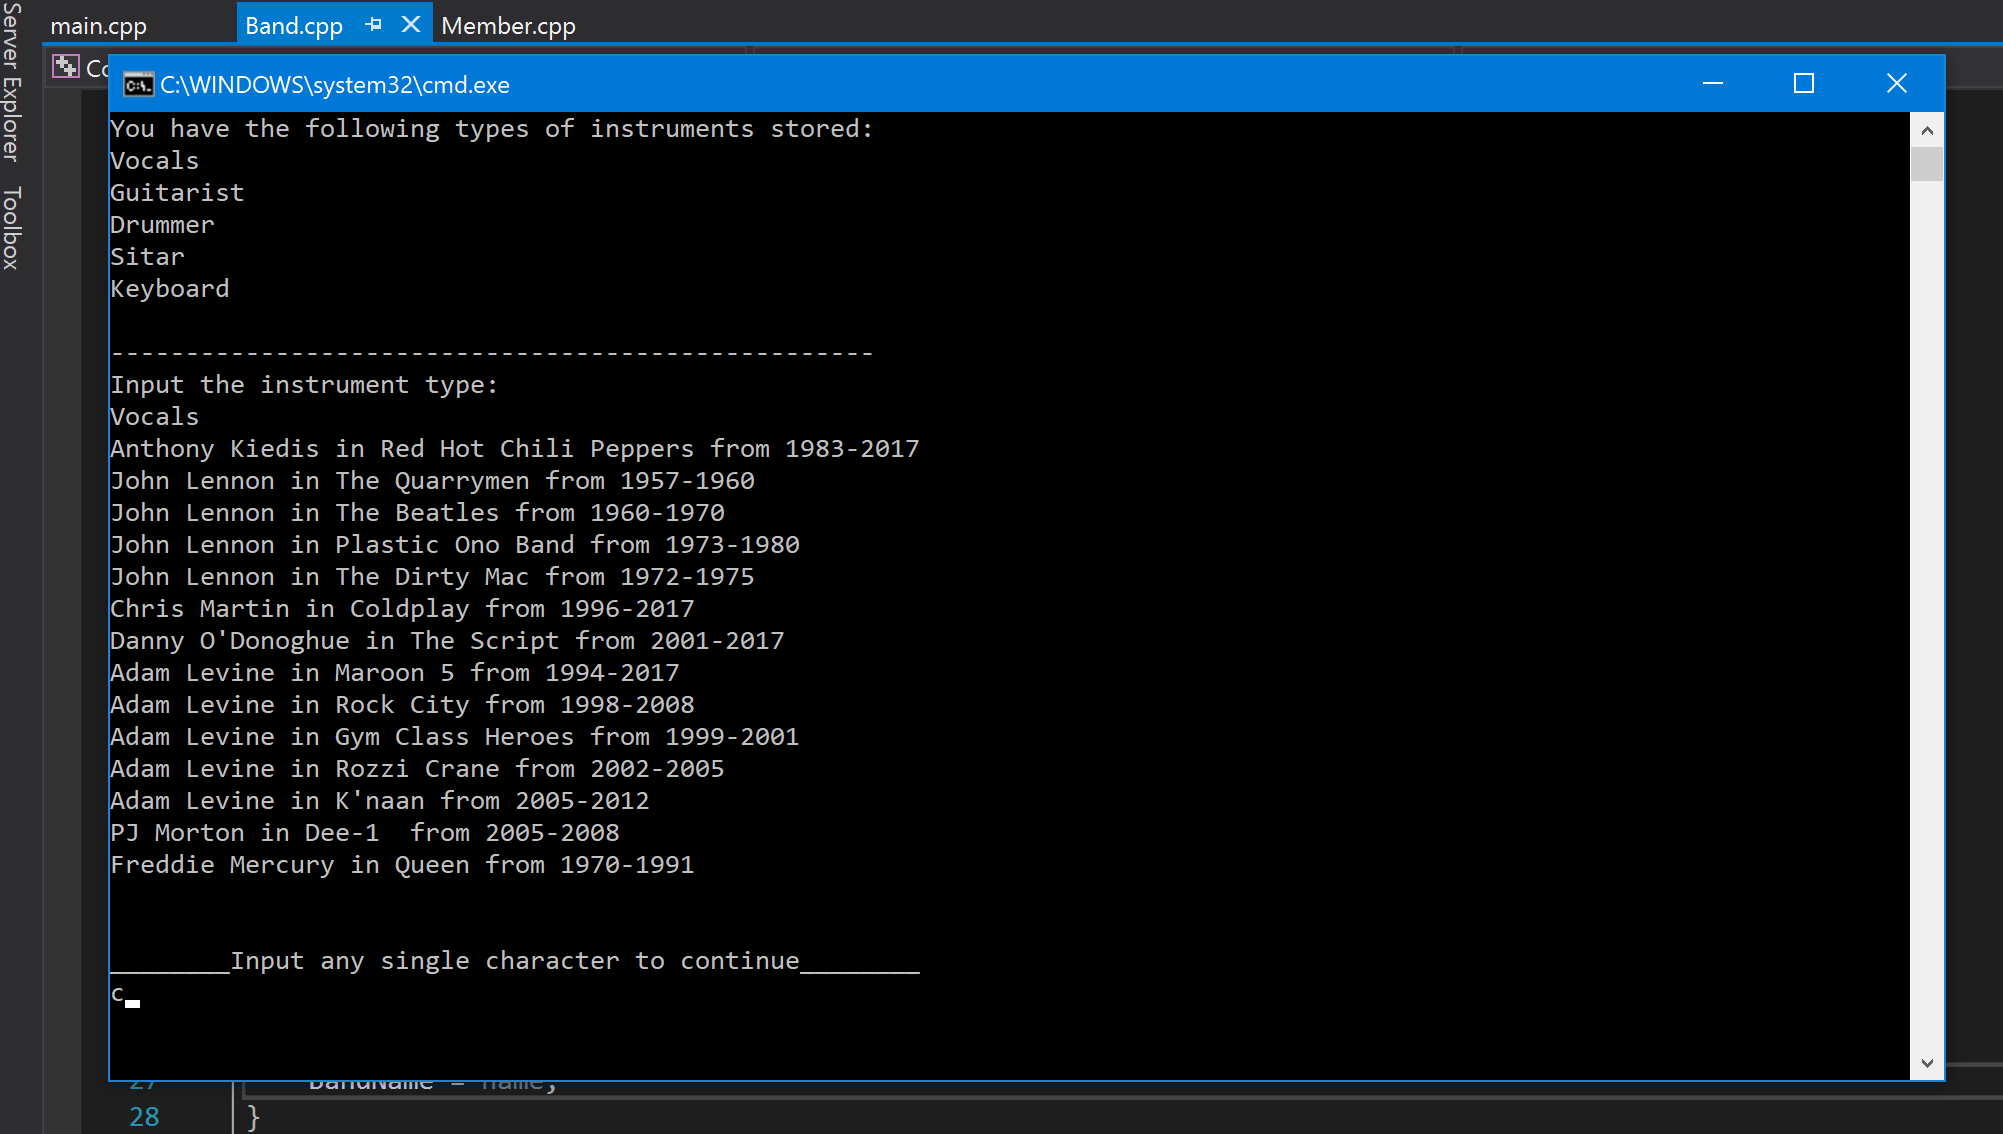 Server Explorer
Toolbox
main.cpp
Band.cpp
Member.cpp
C:\WINDOWS\system32\cmd.exe
You have the following types of instruments stored:
Vocals
Guitarist
Drummer
Sitar
Keyboard
---------------------------------------------------
Input the instrument type:
Vocals
Anthony Kiedis in Red Hot Chili Peppers from 1983-2017
John Lennon in The Quarrymen from 1957-1960
John Lennon in The Beatles from 1960-1970
John Lennon in Plastic Ono Band from 1973-1980
John Lennon in The Dirty Mac from 1972-1975
Chris Martin in Coldplay from 1996-2017
Danny O'Donoghue in The Script from 2001-2017
Adam Levine in Maroon 5 from 1994-2017
Adam Levine in Rock City from 1998-2008
Adam Levine in Gym Class Heroes from 1999-2001
Adam Levine in Rozzi Crane from 2002-2005
Adam Levine in K'naan from 2005-2012
PJ Morton in Dee-1  from 2005-2008
Freddie Mercury in Queen from 1970-1991
________Input any single character to continue________
c
27 BandName = name;
28 }